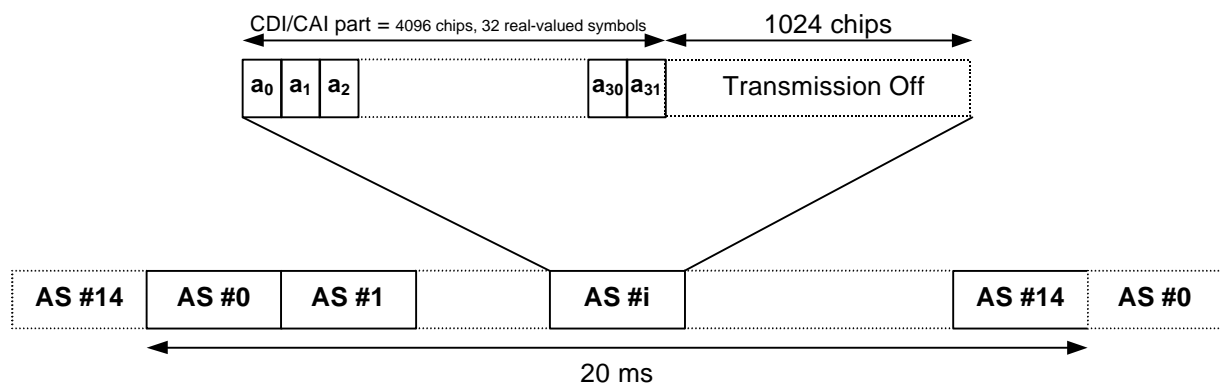 CDI/CAI part = 4096 chips, 32 real-valued symbols
1024 chips
a0 a1 a2 a30 a31 Transmission Off
AS #14 AS #0 AS #1 AS #i AS #14 AS #0
20 ms